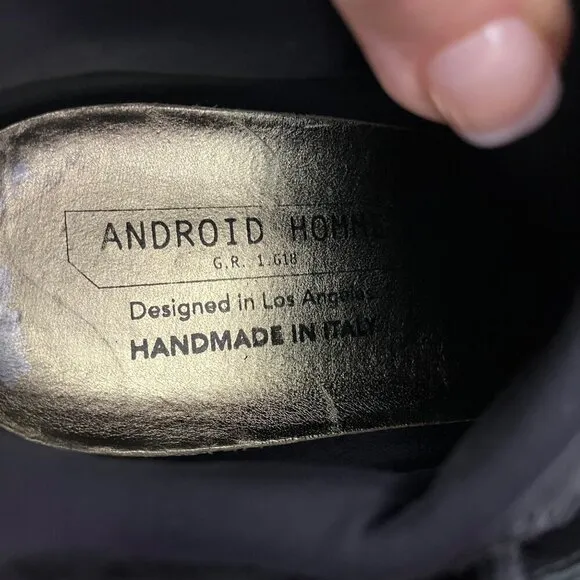 ANDROID HOMME
G.R. 1.618
Designed in Los Angeles
HANDMADE IN ITALY